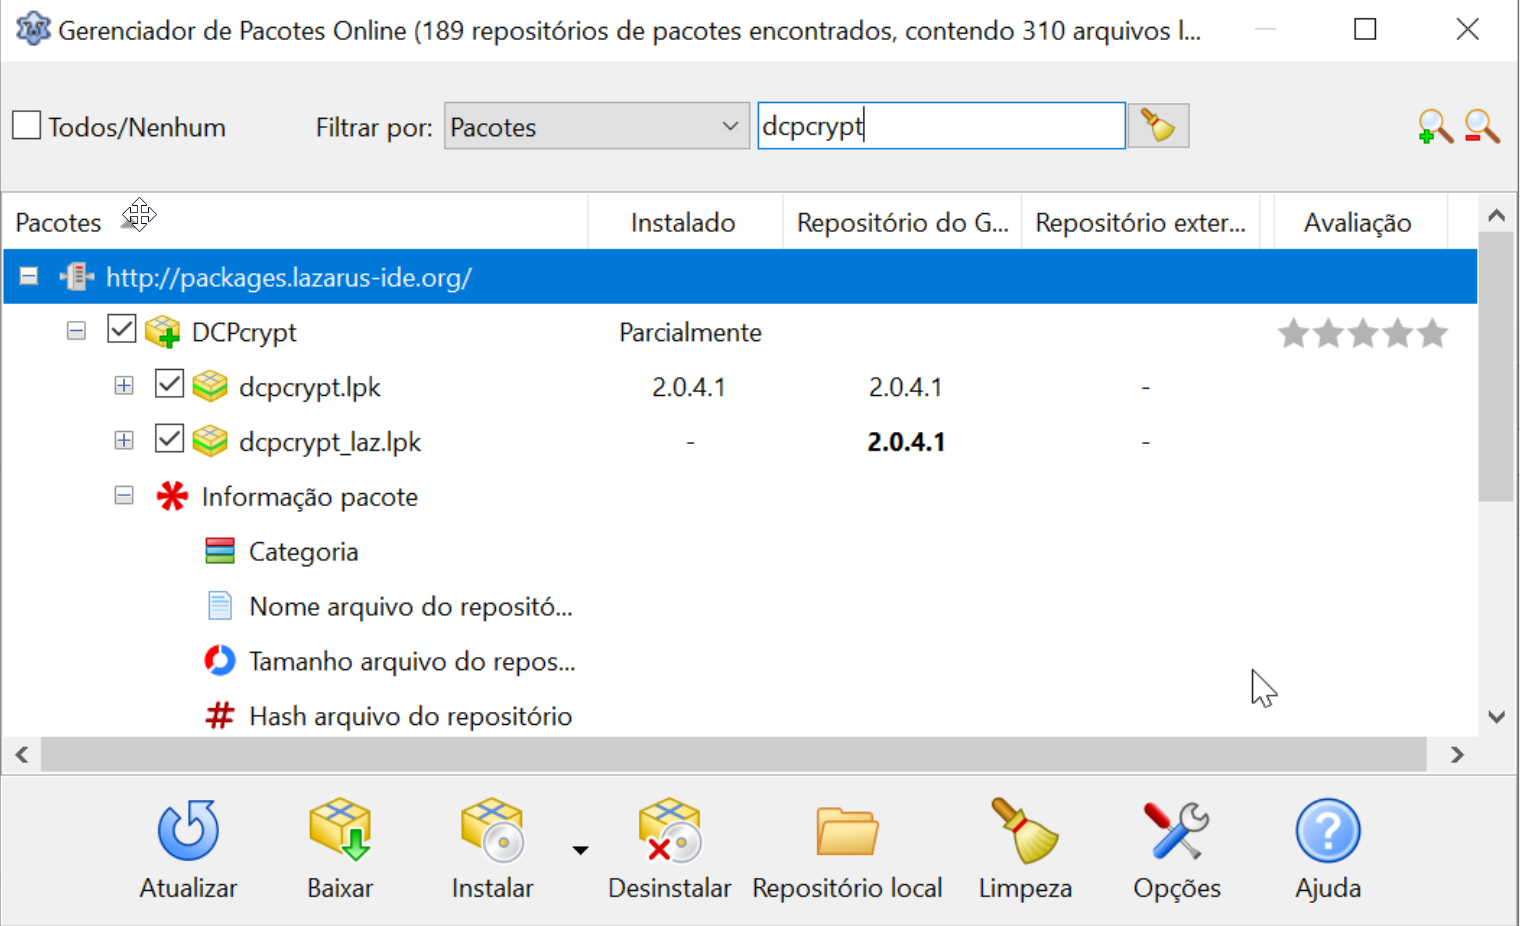 Gerenciador de Pacotes Online (189 repositórios de pacotes encontrados, contendo 310 arquivos l...
Todos/Nenhum Filtrar por: Pacotes dcpcrypt
Pacotes Instalado Repositório do G... Repositório exter... Avaliação
http://packages.lazarus-ide.org/
DCPcrypt Parcialmente
dcpcrypt.lpk 2.0.4.1 2.0.4.1 -
dcpcrypt_laz.lpk - 2.0.4.1 -
Informação pacote
Categoria
Nome arquivo do repositó...
Tamanho arquivo do repos...
Hash arquivo do repositório
Atualizar Baixar Instalar Desinstalar Repositório local Limpeza Opções Ajuda